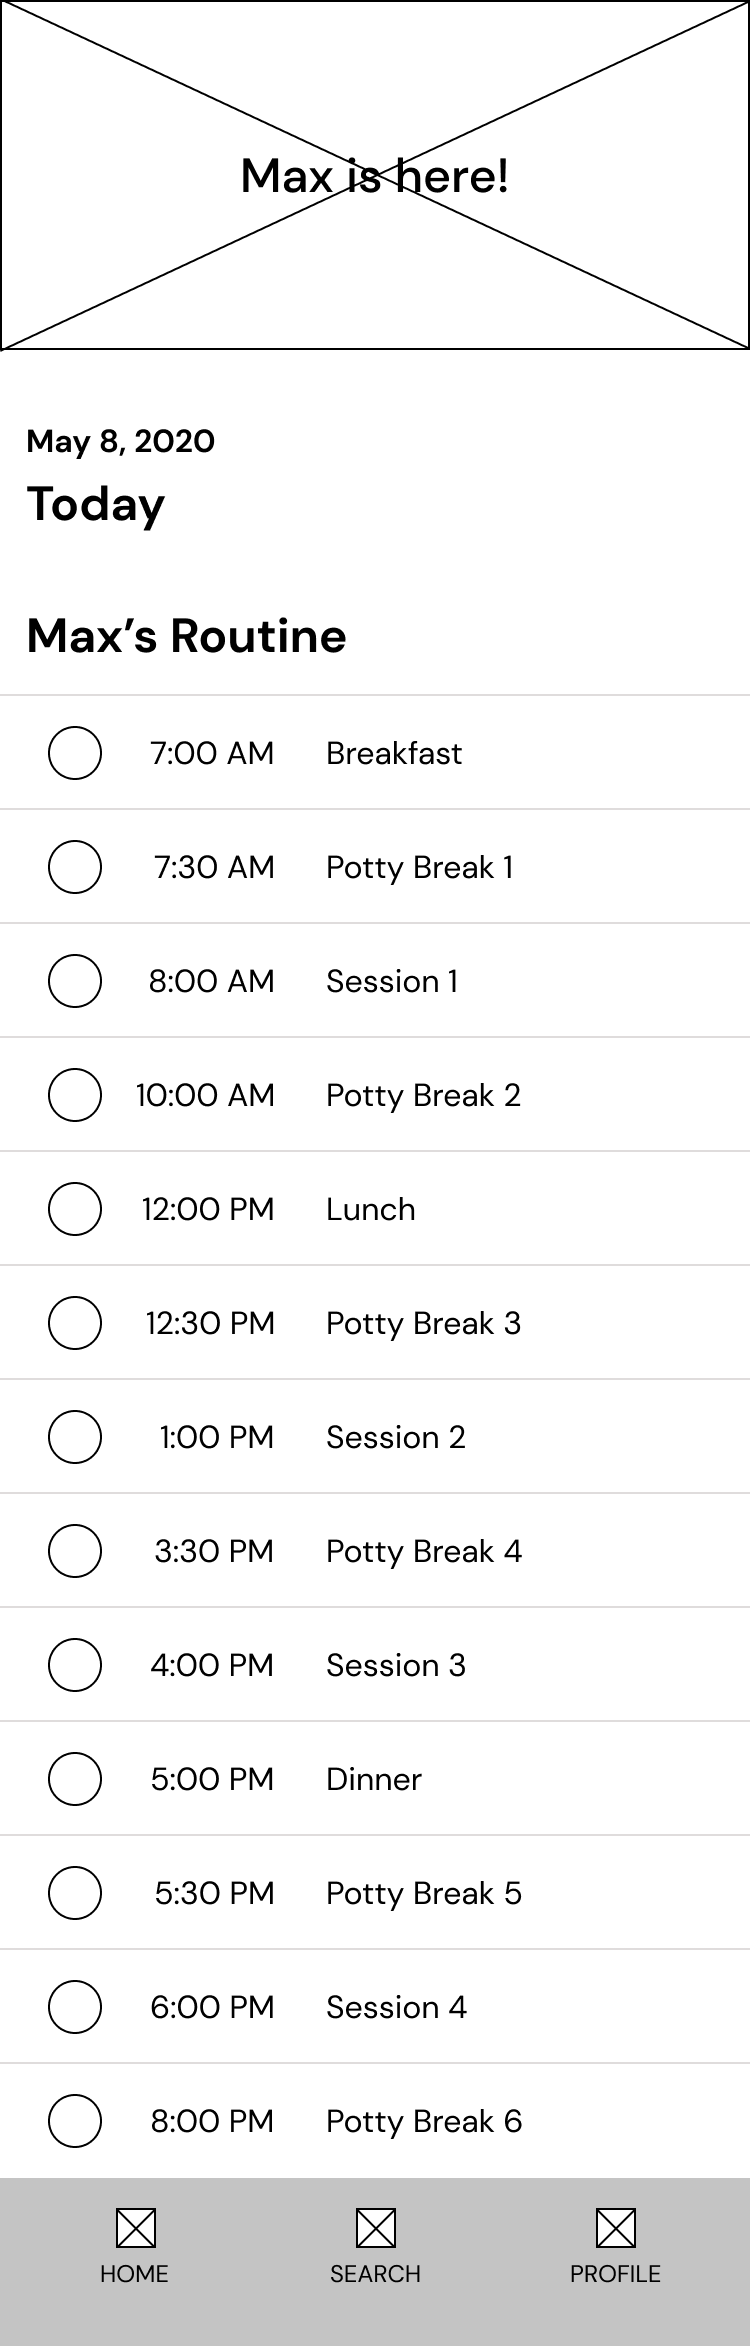 Max is here!
May 8, 2020
Today
Max’s Routine
7:00 AM Breakfast
7:30 AM Potty Break 1
8:00 AM Session 1
10:00 AM Potty Break 2
12:00 PM Lunch
12:30 PM Potty Break 3
1:00 PM Session 2
3:30 PM Potty Break 4
4:00 PM Session 3
5:00 PM Dinner
5:30 PM Potty Break 5
6:00 PM Session 4
8:00 PM Potty Break 6
HOME SEARCH PROFILE